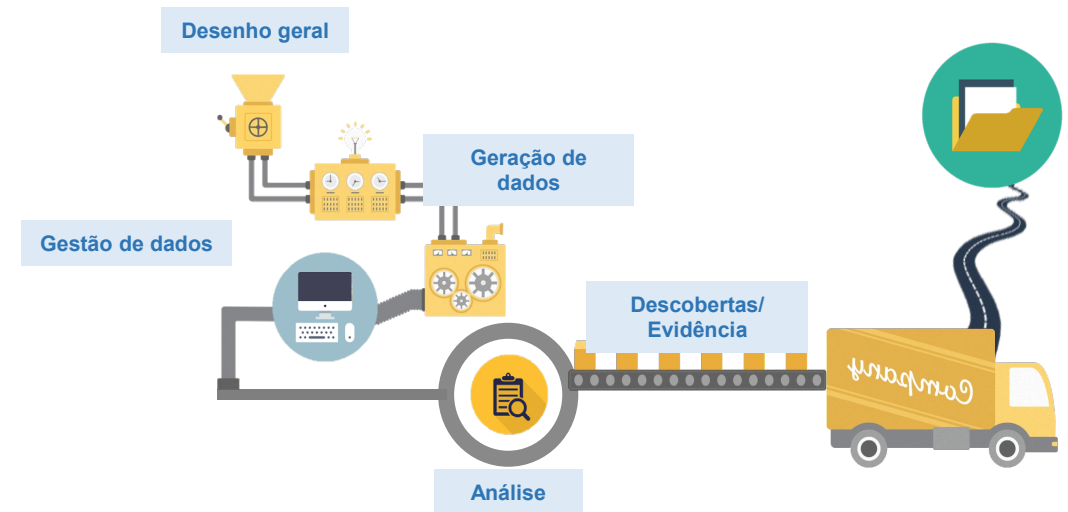 Desenho geral
Geração de
dados
Gestão de dados
Descobertas/
Evidência
Company
Análise